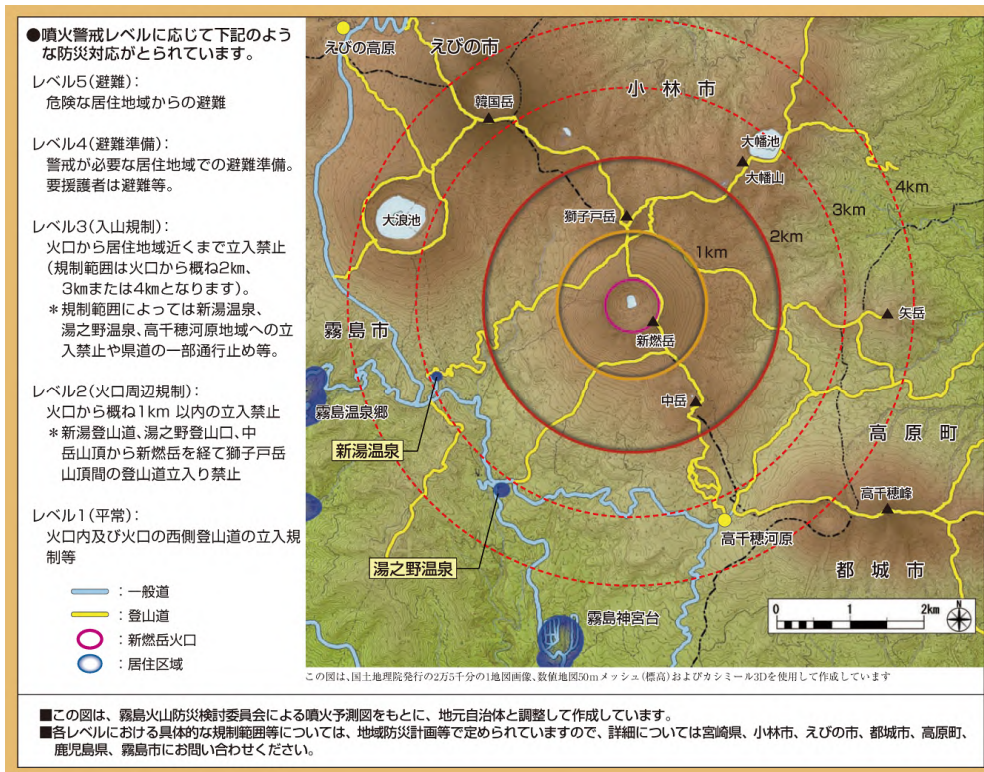 ●噴火警戒レベルに応じて下記のよう
な防災対応がとられています。
レベル5(避難):
危険な居住地域からの避難
レベル4(避難準備):
警戒が必要な居住地域での避難準備。
要援護者は避難等。
レベル3(入山規制):
火口から居住地域近くまで立入禁止
(規制範囲は火口から概ね2km、
3kmまたは4kmとなります)。
*規制範囲によっては新湯温泉、
湯之野温泉、高千穂河原地域への立
入禁止や県道の一部通行止め等。
レベル2(火口周辺規制):
火口から概ね1km 以内の立入禁止
*新湯登山道、湯之野登山口、中
岳山頂から新燃岳を経て獅子戸岳
山頂間の登山道立入り禁止
レベル1(平常):
火口内及び火口の西側登山道の立入規
制等
:一般道
:登山道
:新燃岳火口
:居住区域
えびの高原
えびの市
小林市
韓国岳
大幡池
大幡山
4km
大浪池
獅子戸岳
3km
2km
1km
矢岳
霧島市
新燃岳
霧島温泉郷
中岳
新湯温泉
高原町
高千穂峰
高千穂河原
湯之野温泉
都城市
霧島神宮台
0 1 2km
N
この図は、国土地理院発行の2万5千分の1地図画像、数値地図50mメッシュ(標高)およびカシミール3Dを使用して作成しています
■この図は、霧島火山防災検討委員会による噴火予測図をもとに、地元自治体と調整して作成しています。
■各レベルにおける具体的な規制範囲等については、地域防災計画等で定められていますので、詳細については宮崎県、小林市、えびの市、都城市、高原町、
鹿児島県、霧島市にお問い合わせください。